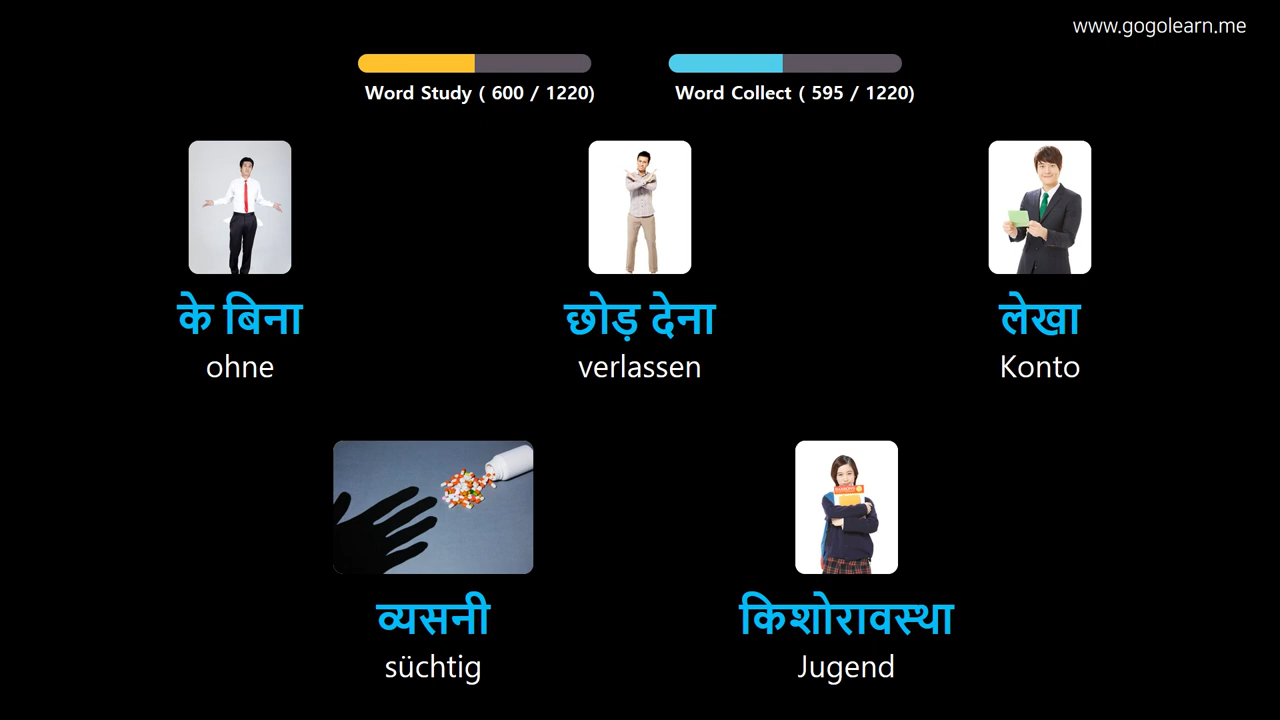 www.gogolearn.me
Word Study ( 600 / 1220)
Word Collect ( 595 / 1220)
के बिना
ohne
छोड़ देना
verlassen
लेखा
Konto
व्यसनी
süchtig
किशोरावस्था
Jugend